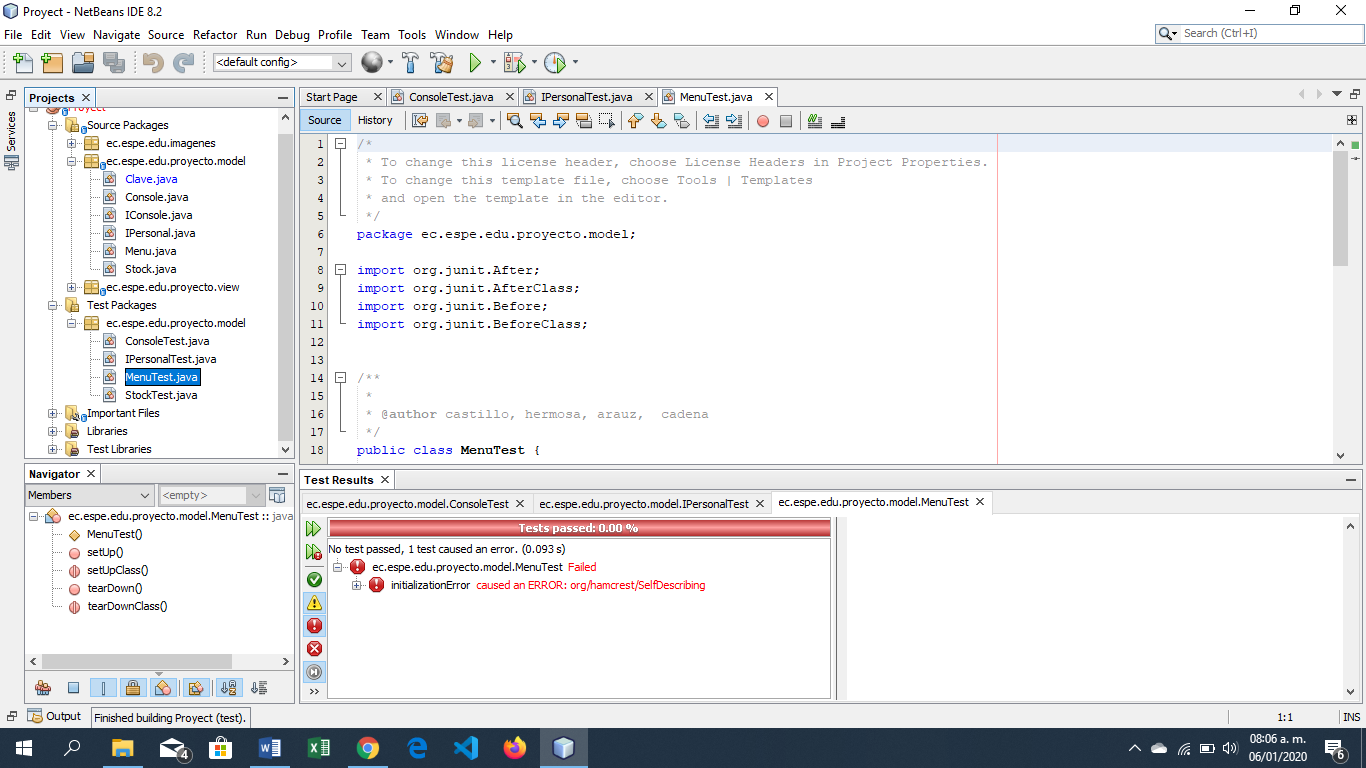 Proyect - NetBeans IDE 8.2
File Edit View Navigate Source Refactor Run Debug Profile Team Tools Window Help
Search (Ctrl+I)
<default config>
Services
Projects
Source Packages
ec.espe.edu.imagenes
ec.espe.edu.proyecto.model
Clave.java
Console.java
IConsole.java
IPersonal.java
Menu.java
Stock.java
ec.espe.edu.proyecto.view
Test Packages
ec.espe.edu.proyecto.model
ConsoleTest.java
IPersonalTest.java
MenuTest.java
StockTest.java
Important Files
Libraries
Test Libraries
Start Page ConsoleTest.java IPersonalTest.java MenuTest.java
Source History
1 /*
2 * To change this license header, choose License Headers in Project Properties.
3 * To change this template file, choose Tools | Templates
4 * and open the template in the editor.
5 */
6 package ec.espe.edu.proyecto.model;
7
8 import org.junit.After;
9 import org.junit.AfterClass;
10 import org.junit.Before;
11 import org.junit.BeforeClass;
12
13
14 /**
15 *
16 * @author castillo, hermosa, arauz, cadena
17 */
18 public class MenuTest {
Navigator
Members <empty>
ec.espe.edu.proyecto.model.MenuTest :: java
MenuTest()
setUp()
setUpClass()
tearDown()
tearDownClass()
Test Results
ec.espe.edu.proyecto.model.ConsoleTest ec.espe.edu.proyecto.model.IPersonalTest ec.espe.edu.proyecto.model.MenuTest
Tests passed: 0.00 %
No test passed, 1 test caused an error. (0.093 s)
ec.espe.edu.proyecto.model.MenuTest Failed
initializationError caused an ERROR: org/hamcrest/SelfDescribing
Output
Finished building Proyect (test).
1:1 INS
4
08:06 a. m.
06/01/2020
6